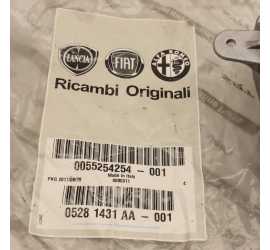 LANCIA FIAT ALFA ROMEO
Ricambi Originali
0055254254 - 001
Made in Italy
0528 1431 AA - 001